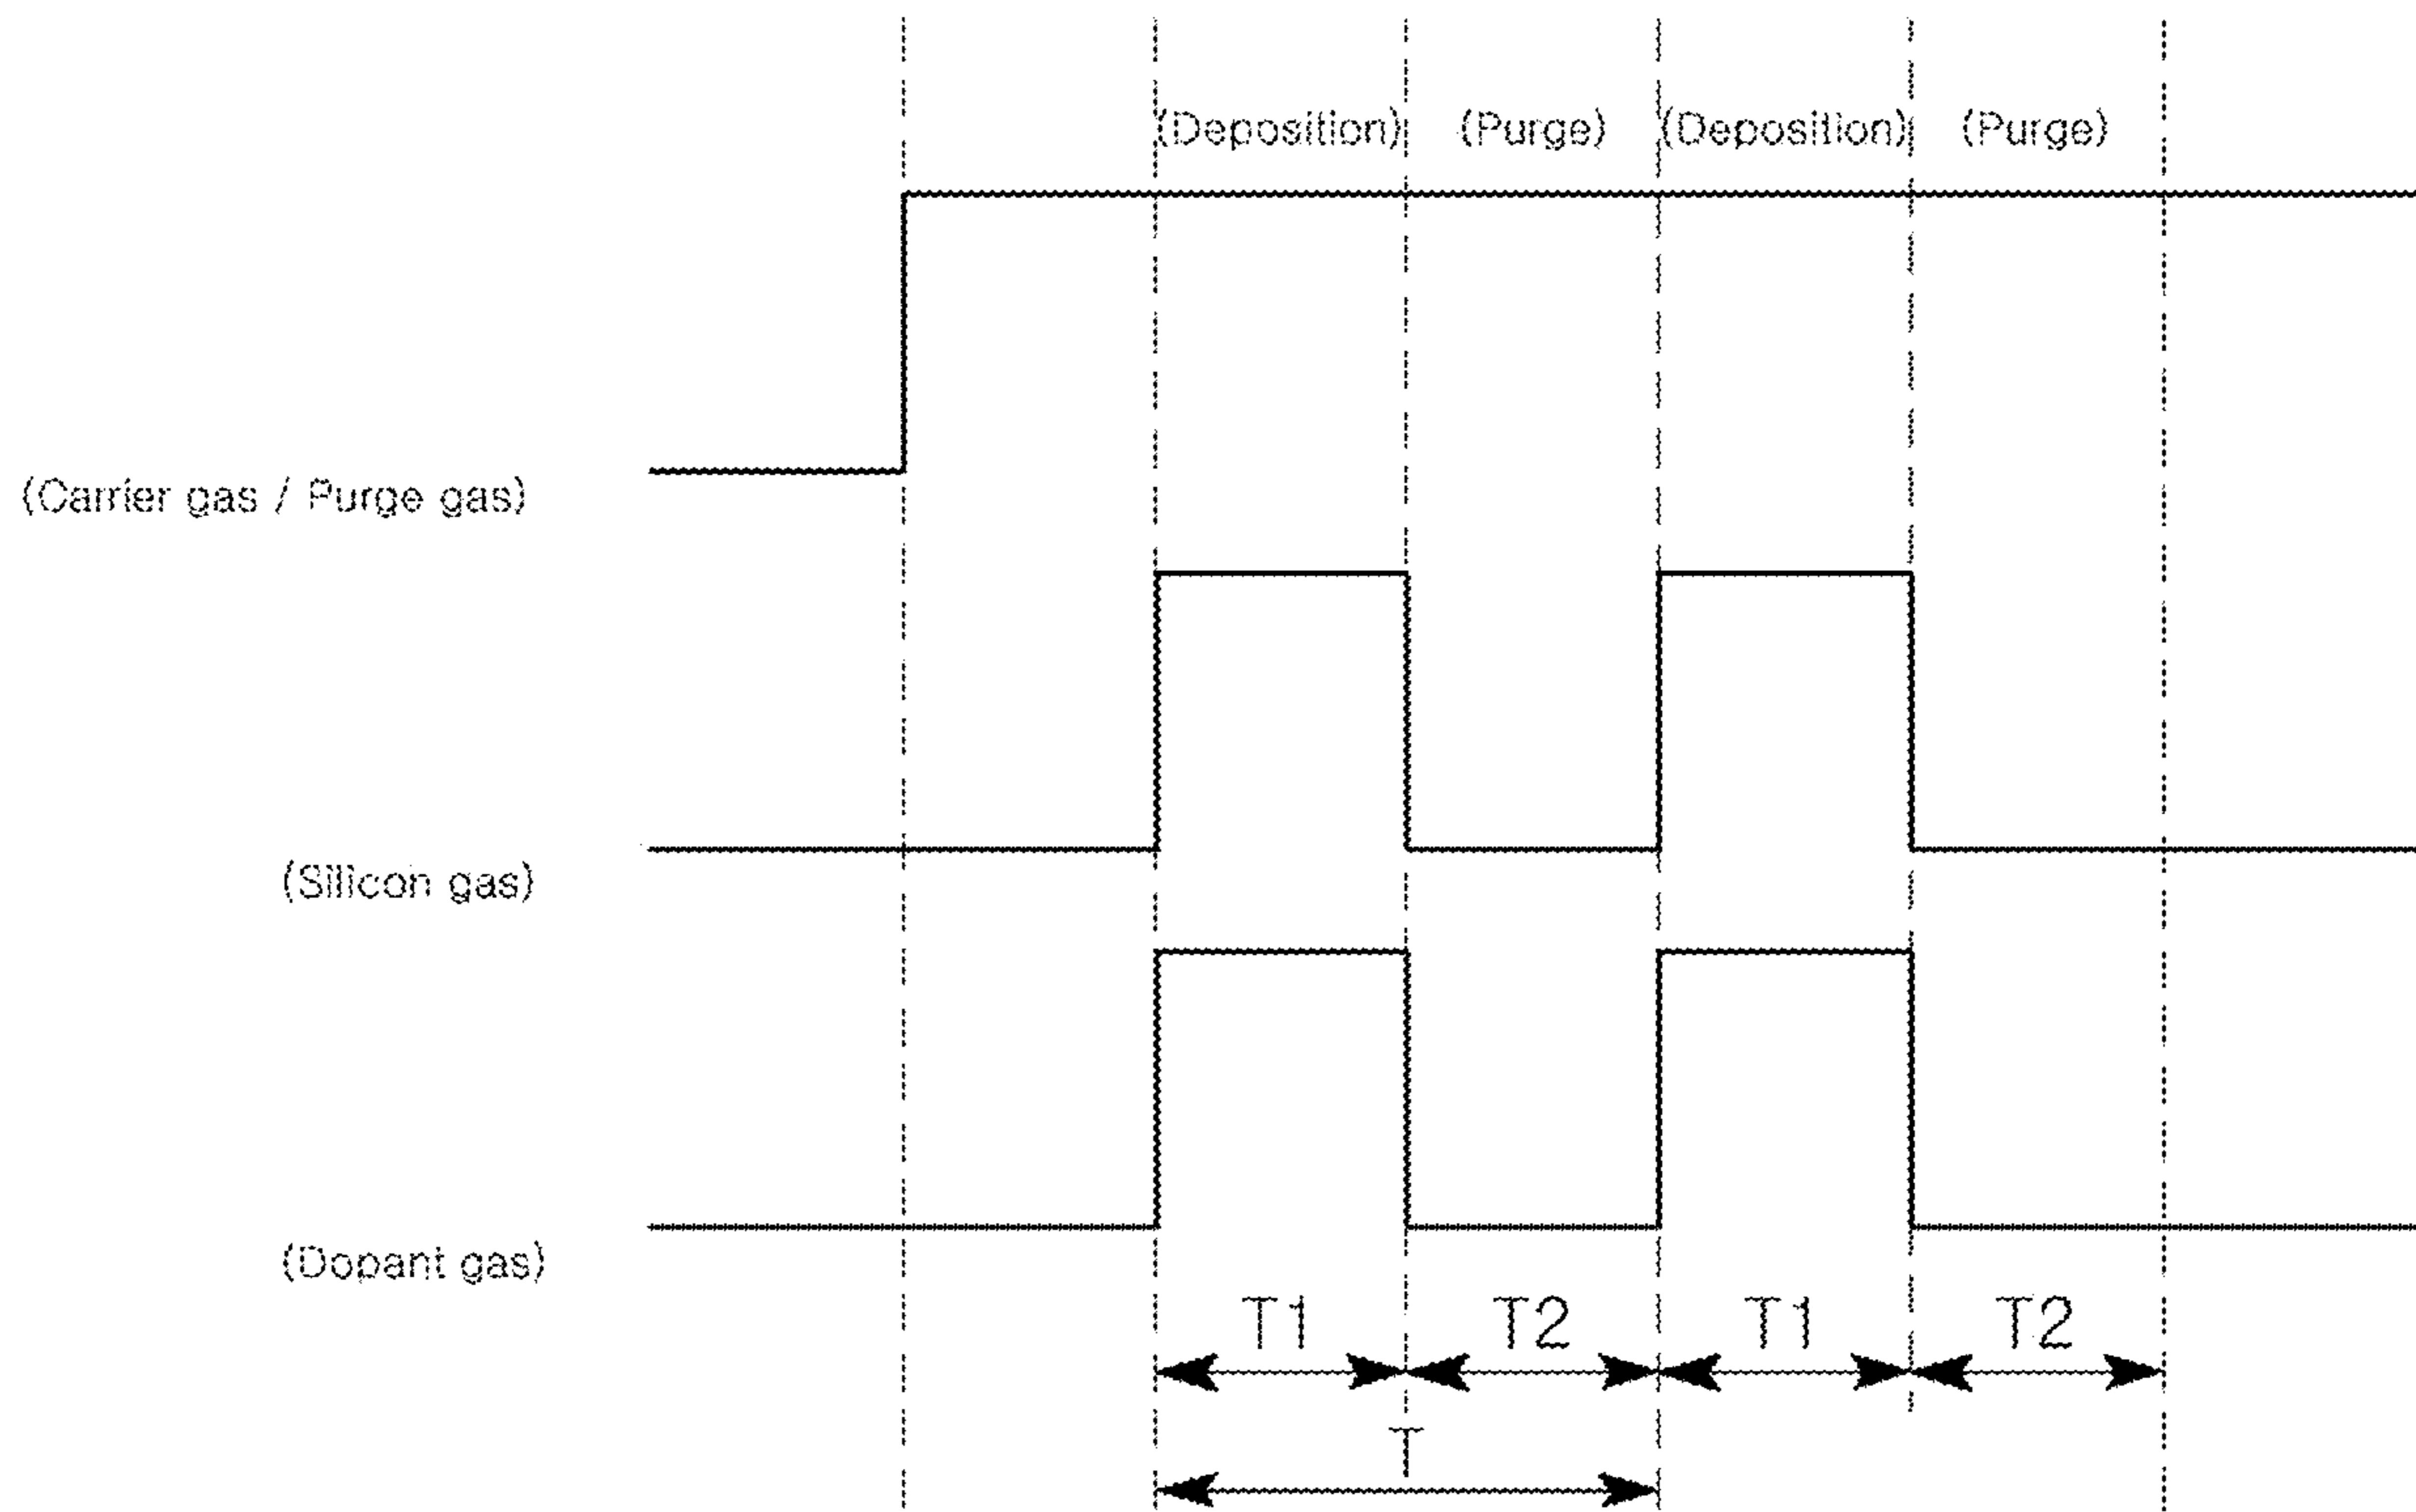 (Deposition) (Purge) (Deposition) (Purge)
(Carrier gas / Purge gas)
(Silicon gas)
(Dopant gas)
T1 T2 T1 T2
T